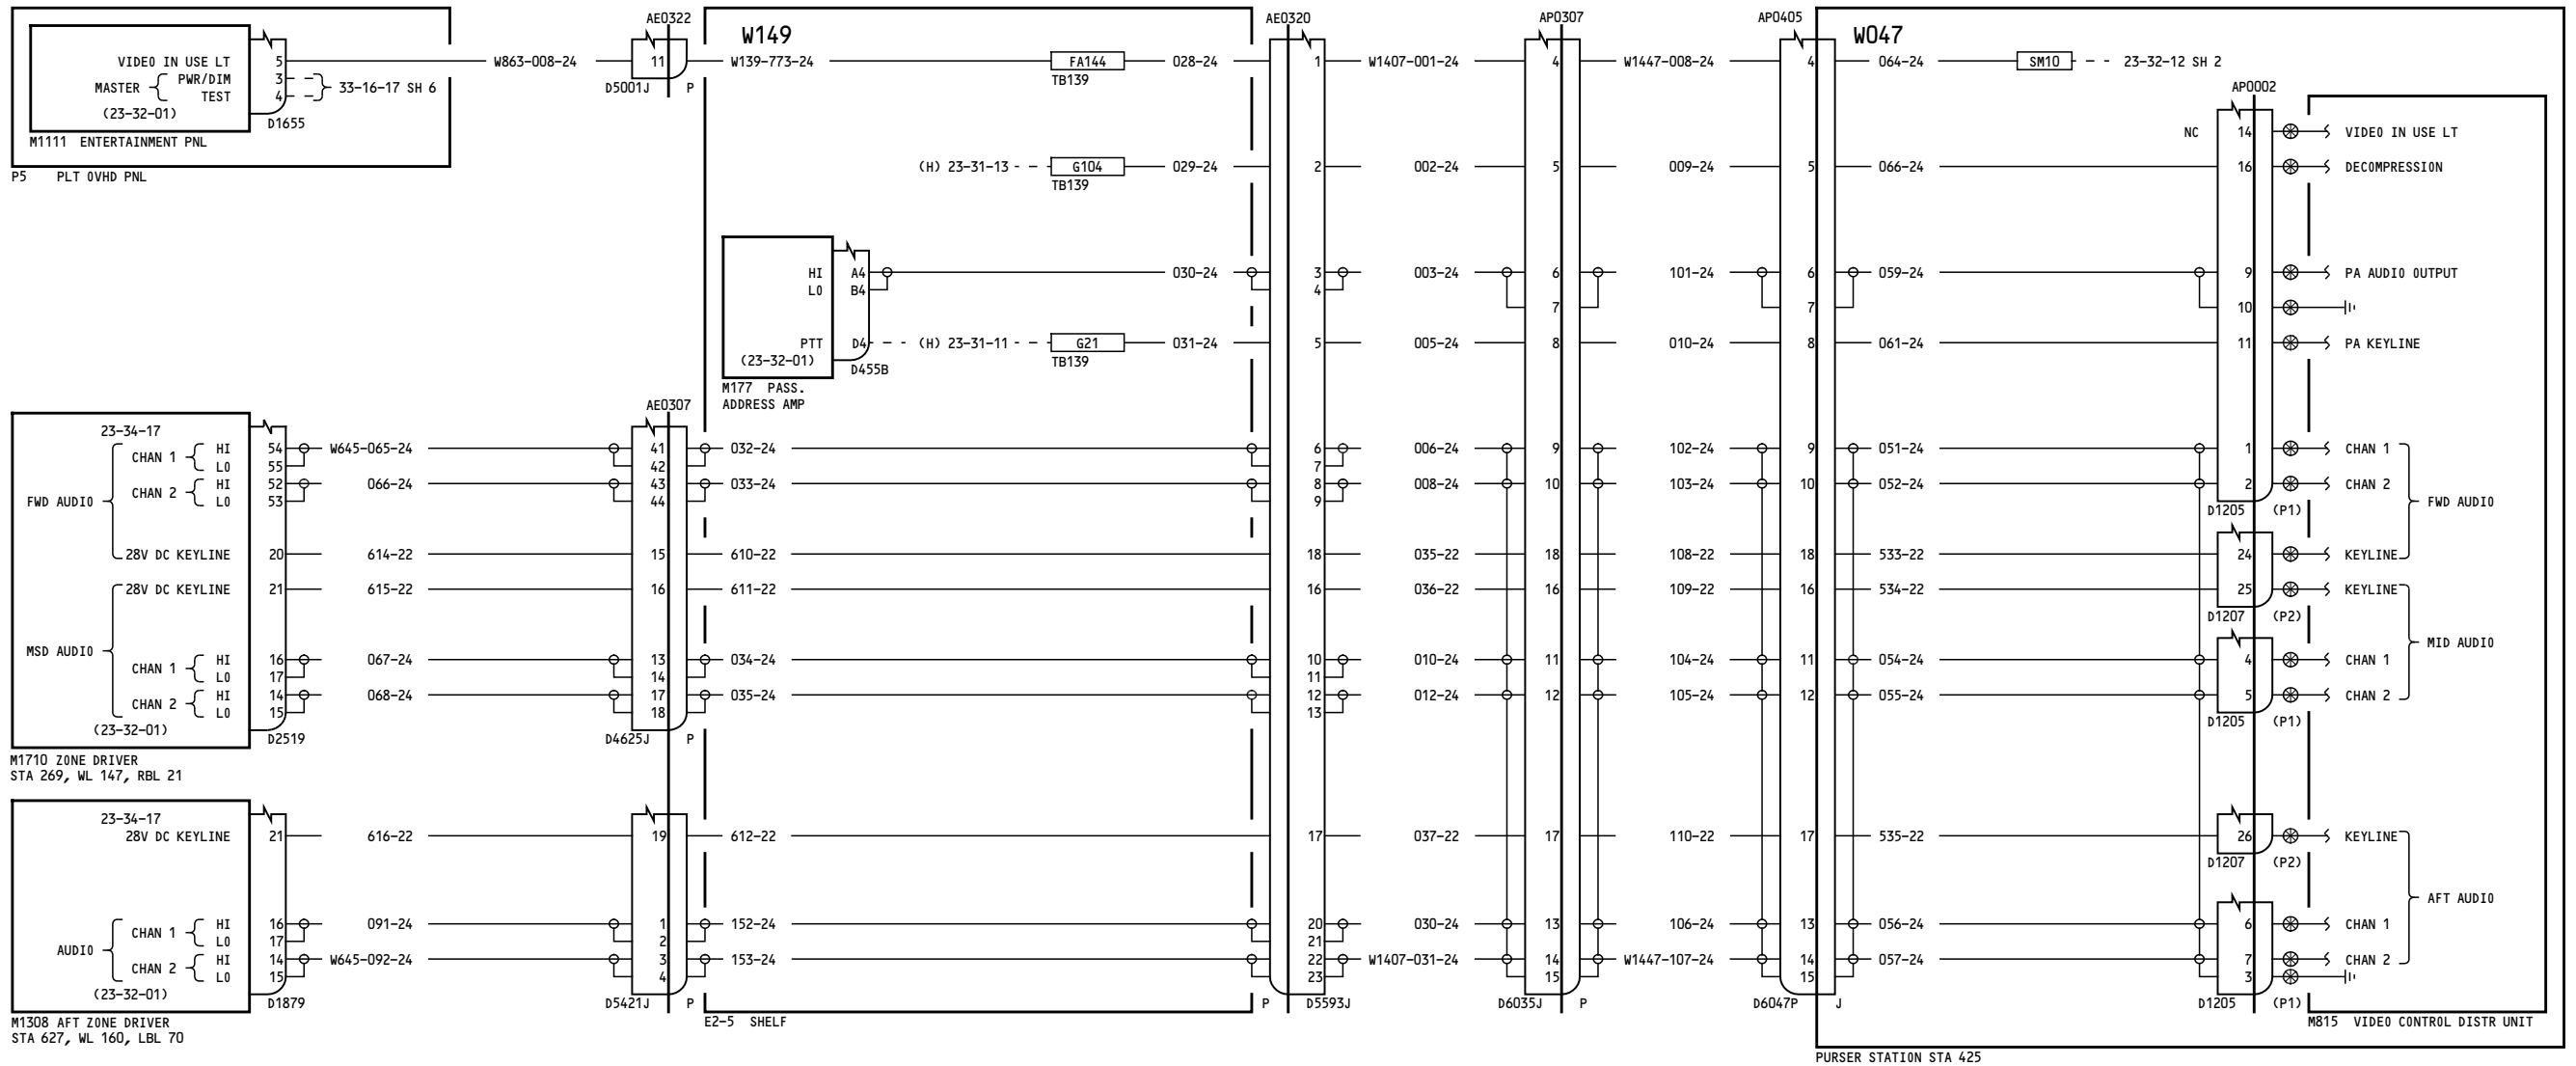 AE0322
W149
AE0320
AP0307
AP0405
W047
VIDEO IN USE LT 5 W863-008-24 11 W139-773-24 FA144 028-24 1 W1407-001-24 4 W1447-008-24 4 064-24 SM10 23-32-12 SH 2
MASTER PWR/DIM 3
TEST 4
33-16-17 SH 6
(23-32-01)
D1655
D5001J P
TB139
M1111 ENTERTAINMENT PNL
P5 PLT OVHD PNL
AP0002
NC 14 VIDEO IN USE LT
(H) 23-31-13 G104 029-24 2 002-24 5 009-24 5 066-24 16 DECOMPRESSION
TB139
HI A4 030-24 3 003-24 6 101-24 6 059-24 9 PA AUDIO OUTPUT
LO B4 4 7 7 10
PTT D4 (H) 23-31-11 G21 031-24 5 005-24 8 010-24 8 061-24 11 PA KEYLINE
(23-32-01)
D455B
TB139
M177 PASS.
ADDRESS AMP
AE0307
23-34-17
FWD AUDIO
CHAN 1 HI 54 W645-065-24 41 032-24 6 006-24 9 102-24 9 051-24 1 CHAN 1
LO 55 42 7
CHAN 2 HI 52 066-24 43 033-24 8 008-24 10 103-24 10 052-24 2 CHAN 2
LO 53 44 9
FWD AUDIO
D1205 (P1)
28V DC KEYLINE 20 614-22 15 610-22 18 035-22 18 108-22 18 533-22 24 KEYLINE
28V DC KEYLINE 21 615-22 16 611-22 16 036-22 16 109-22 16 534-22 25 KEYLINE
D1207 (P2)
MSD AUDIO
MID AUDIO
CHAN 1 HI 16 067-24 13 034-24 10 010-24 11 104-24 11 054-24 4 CHAN 1
LO 17 14 11
CHAN 2 HI 14 068-24 17 035-24 12 012-24 12 105-24 12 055-24 5 CHAN 2
LO 15 18 13
(23-32-01)
D2519
D4625J P
D1205 (P1)
M1710 ZONE DRIVER
STA 269, WL 147, RBL 21
23-34-17
28V DC KEYLINE 21 616-22 19 612-22 17 037-22 17 110-22 17 535-22 26 KEYLINE
D1207 (P2)
AFT AUDIO
AUDIO
CHAN 1 HI 16 091-24 1 152-24 20 030-24 13 106-24 13 056-24 6 CHAN 1
LO 17 2 21
CHAN 2 HI 14 W645-092-24 3 153-24 22 W1407-031-24 14 W1447-107-24 14 057-24 7 CHAN 2
LO 15 4 23 15 15 3
(23-32-01)
D1879
D5421J P
P D5593J
D6035J P
D6047P J
D1205 (P1)
M1308 AFT ZONE DRIVER
STA 627, WL 160, LBL 70
E2-5 SHELF
M815 VIDEO CONTROL DISTR UNIT
PURSER STATION STA 425